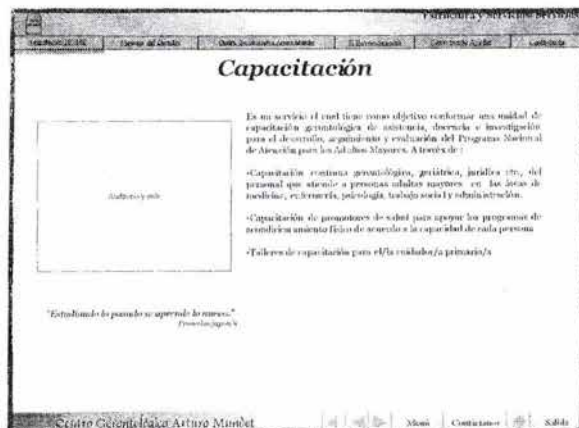 Estructura y Servicios
Capacitación
Es un servicio el cual tiene como objetivo conformar una unidad de
capacitación gerontológica de asistencia, docencia e investigación
para el desarrollo, seguimiento y evaluación del Programa Nacional
de Atención para los Adultos Mayores. A través de :
•Capacitación continua gerontológica, geriátrica, jurídica etc., del
personal que atiende a personas adultas mayores en las áreas de
medicina, enfermería, psicología, trabajo social y administración.
•Capacitación de promotores de salud para apoyar los programas de
acondicionamiento físico de acuerdo a la capacidad de cada persona
•Talleres de capacitación para el/la cuidador/a primario/a
"Estudiando lo pasado se aprende lo nuevo."
Centro Gerontológico Arturo Mundet
Menú
Contáctanos
Salida